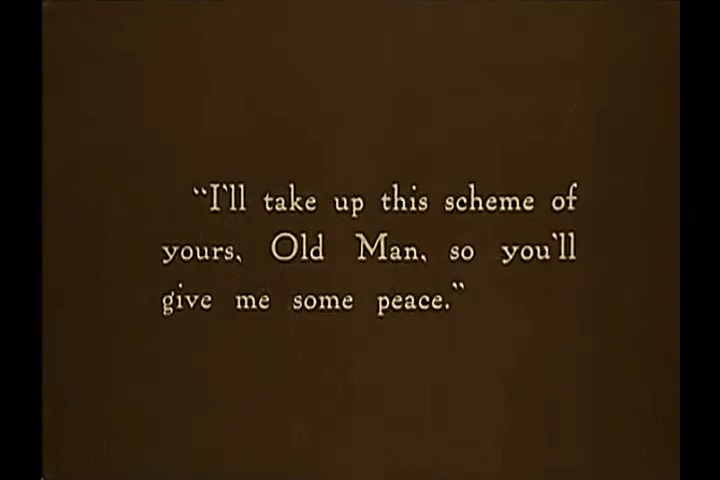 "I'll take up this scheme of
yours, Old Man, so you'll
give me some peace."